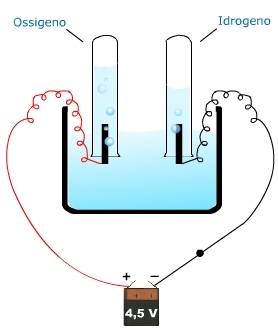 Ossigeno
Idrogeno
+ −
4,5 V